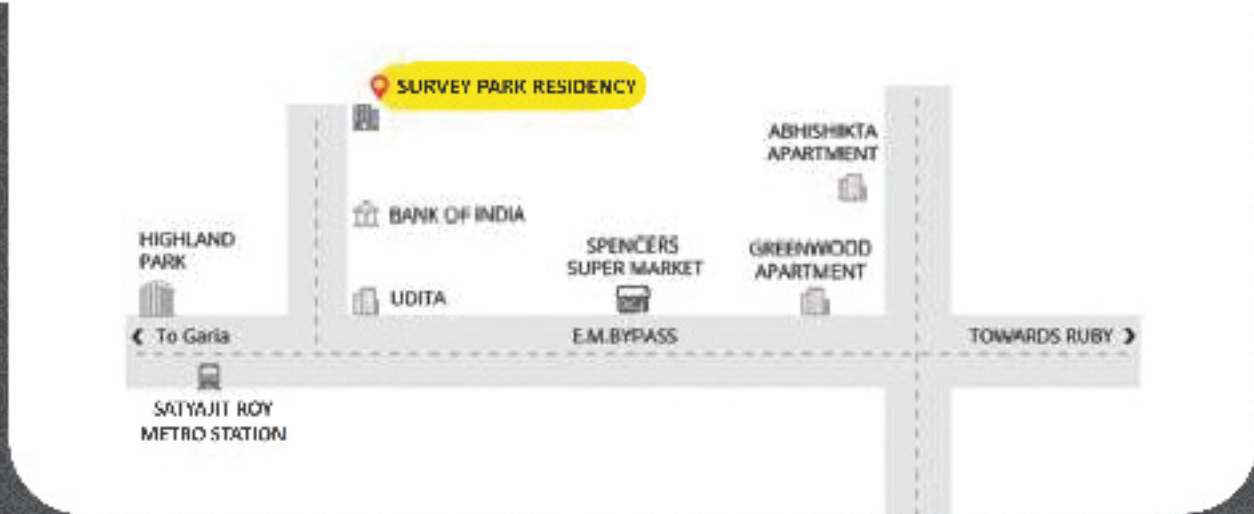 SURVEY PARK RESIDENCY
ABHISHIKTA
APARTMENT
BANK OF INDIA
HIGHLAND
PARK
SPENCERS
SUPER MARKET
GREENWOOD
APARTMENT
UDITA
To Garia
E.M.BYPASS
TOWARDS RUBY
SATYAJIT ROY
METRO STATION